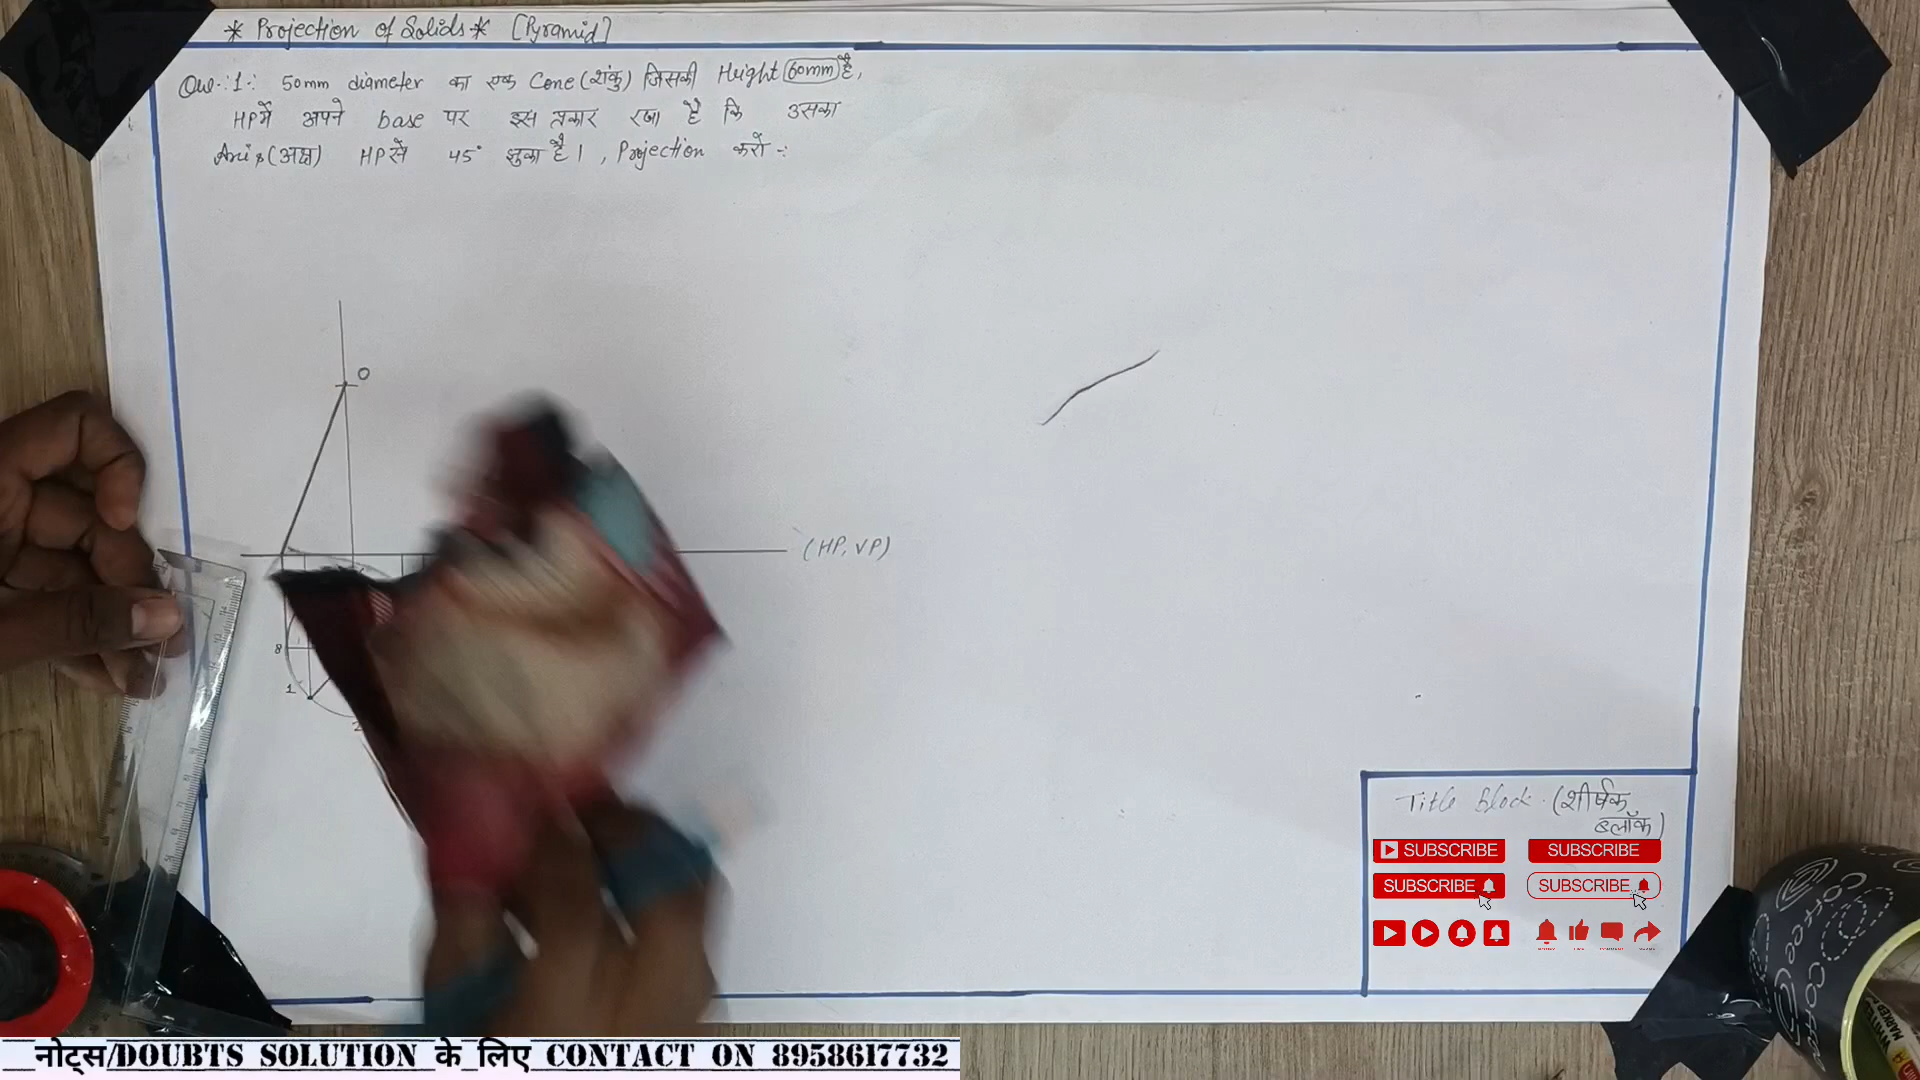 * Projection of Solids * [Pyramid]
Que.:1.: 50mm diameter का एक Cone (शंकु) जिसकी Height 60mm है,
HP में अपने base पर इस प्रकार रखा है कि उसका
Axis (अक्ष) HP से 45° झुका है। , Projection करो -:
O
(HP, VP)
8
1
2
Title Block. (शीर्षक
ब्लॉक)
SUBSCRIBE SUBSCRIBE
SUBSCRIBE SUBSCRIBE
नोट्स/DOUBTS SOLUTION के लिए CONTACT ON 8958617732